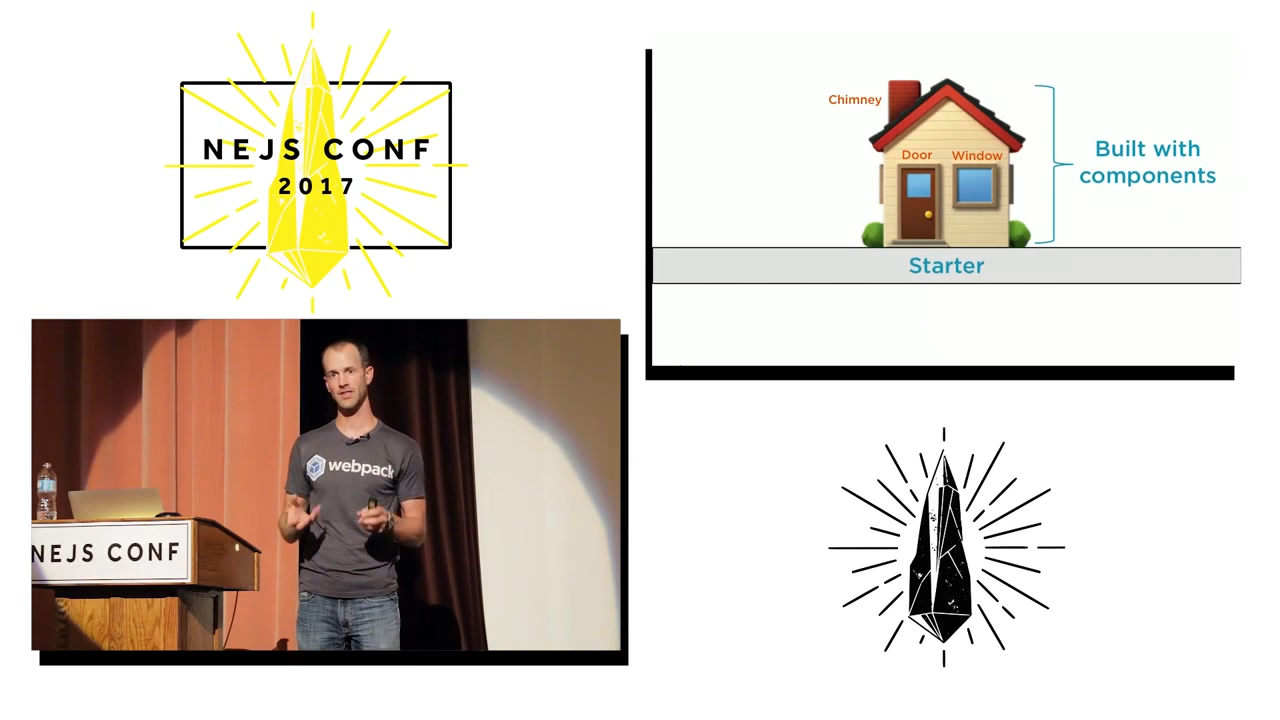 NEJS CONF
2017
Chimney
Door
Window
Built with
components
Starter
webpack
NEJS CONF